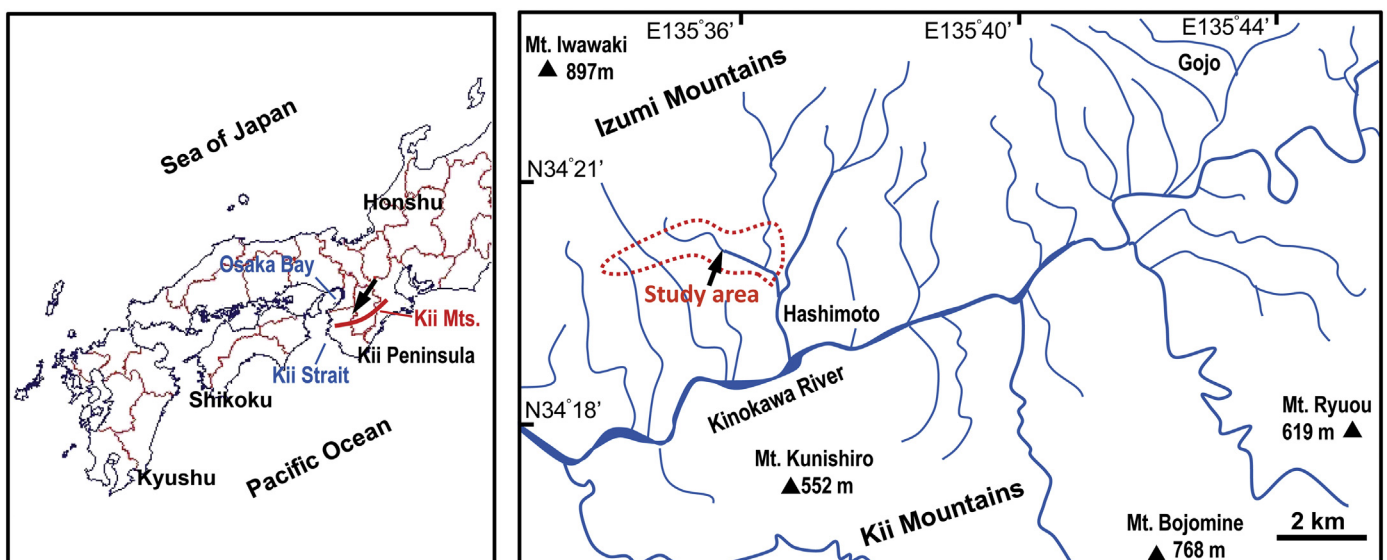 Sea of Japan
Honshu
Osaka Bay
Kii Mts.
Kii Peninsula
Kii Strait
Shikoku
Pacific Ocean
Kyushu
E135°36’
E135°40’
E135°44’
Mt. Iwawaki
897m
Izumi Mountains
Gojo
N34°21’
Study area
Hashimoto
Kinokawa River
N34°18’
Mt. Ryuou
619 m
Mt. Kunishiro
552 m
Kii Mountains
Mt. Bojomine
768 m
2 km